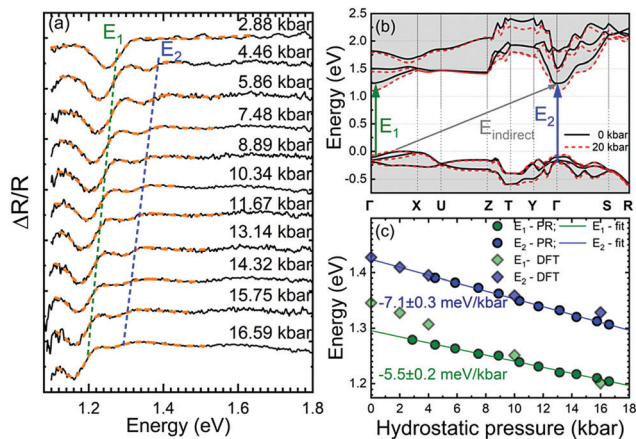 (a)
E1
E2
2.88 kbar
4.46 kbar
5.86 kbar
7.48 kbar
8.89 kbar
10.34 kbar
11.67 kbar
13.14 kbar
14.32 kbar
15.75 kbar
16.59 kbar
ΔR/R
1.2 1.4 1.6 1.8
Energy (eV)
(b)
Energy (eV)
2.5
2.0
1.5
1.0
0.5
0.0
-0.5
E1
Eindirect
E2
0 kbar
20 kbar
Γ X U Z T Y Γ S R
(c)
E1 - PR; E1 - fit
E2 - PR; E2 - fit
E1 - DFT
E2 - DFT
Energy (eV)
1.4
1.3
1.2
-7.1±0.3 meV/kbar
-5.5±0.2 meV/kbar
0 2 4 6 8 10 12 14 16 18
Hydrostatic pressure (kbar)